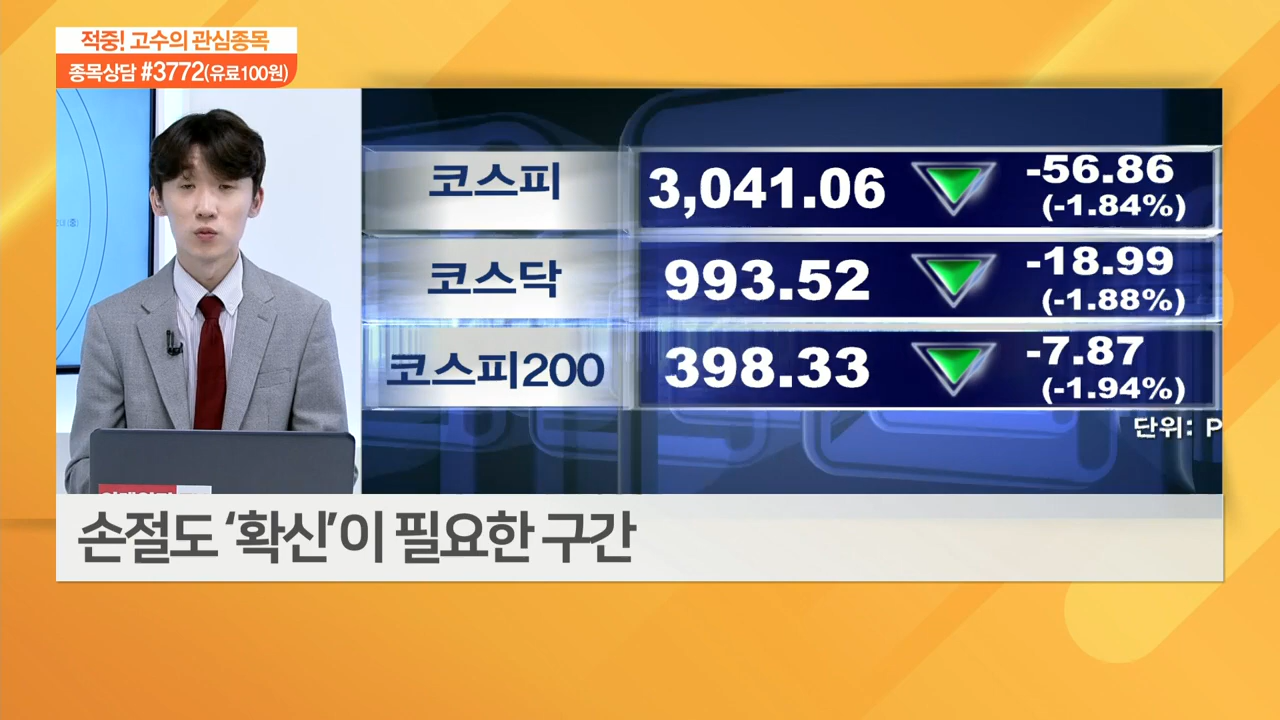 적중! 고수의 관심종목
종목상담 #3772(유료100원)
코스피 3,041.06 -56.86 (-1.84%)
코스닥 993.52 -18.99 (-1.88%)
코스피200 398.33 -7.87 (-1.94%)
단위: P
손절도 ‘확신’이 필요한 구간